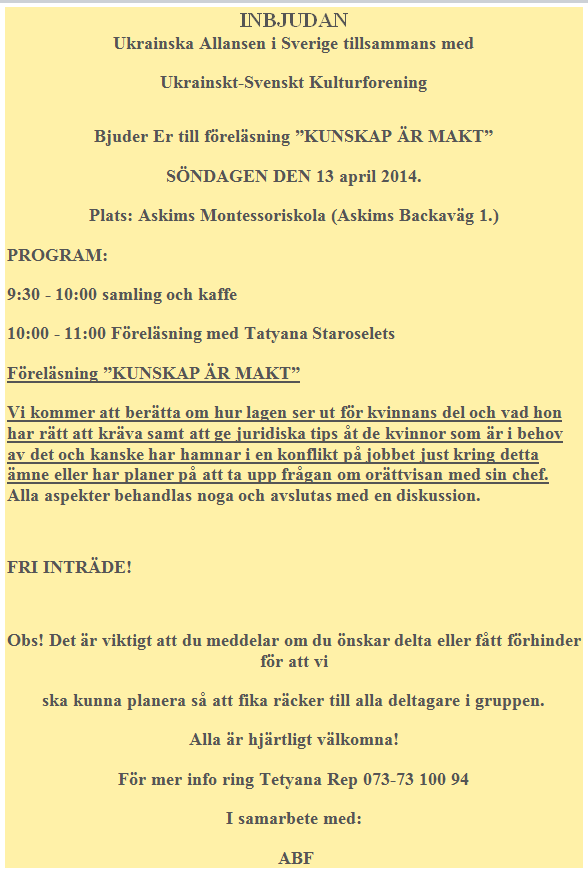 INBJUDAN
Ukrainska Allansen i Sverige tillsammans med
Ukrainskt-Svenskt Kulturforening
Bjuder Er till föreläsning ”KUNSKAP ÄR MAKT”
SÖNDAGEN DEN 13 april 2014.
Plats: Askims Montessoriskola (Askims Backaväg 1.)
PROGRAM:
9:30 - 10:00 samling och kaffe
10:00 - 11:00 Föreläsning med Tatyana Staroselets
Föreläsning ”KUNSKAP ÄR MAKT”
Vi kommer att berätta om hur lagen ser ut för kvinnans del och vad hon
har rätt att kräva samt att ge juridiska tips åt de kvinnor som är i behov
av det och kanske har hamnar i en konflikt på jobbet just kring detta
ämne eller har planer på att ta upp frågan om orättvisan med sin chef.
Alla aspekter behandlas noga och avslutas med en diskussion.
FRI INTRÄDE!
Obs! Det är viktigt att du meddelar om du önskar delta eller fått förhinder
för att vi
ska kunna planera så att fika räcker till alla deltagare i gruppen.
Alla är hjärtligt välkomna!
För mer info ring Tetyana Rep 073-73 100 94
I samarbete med:
ABF